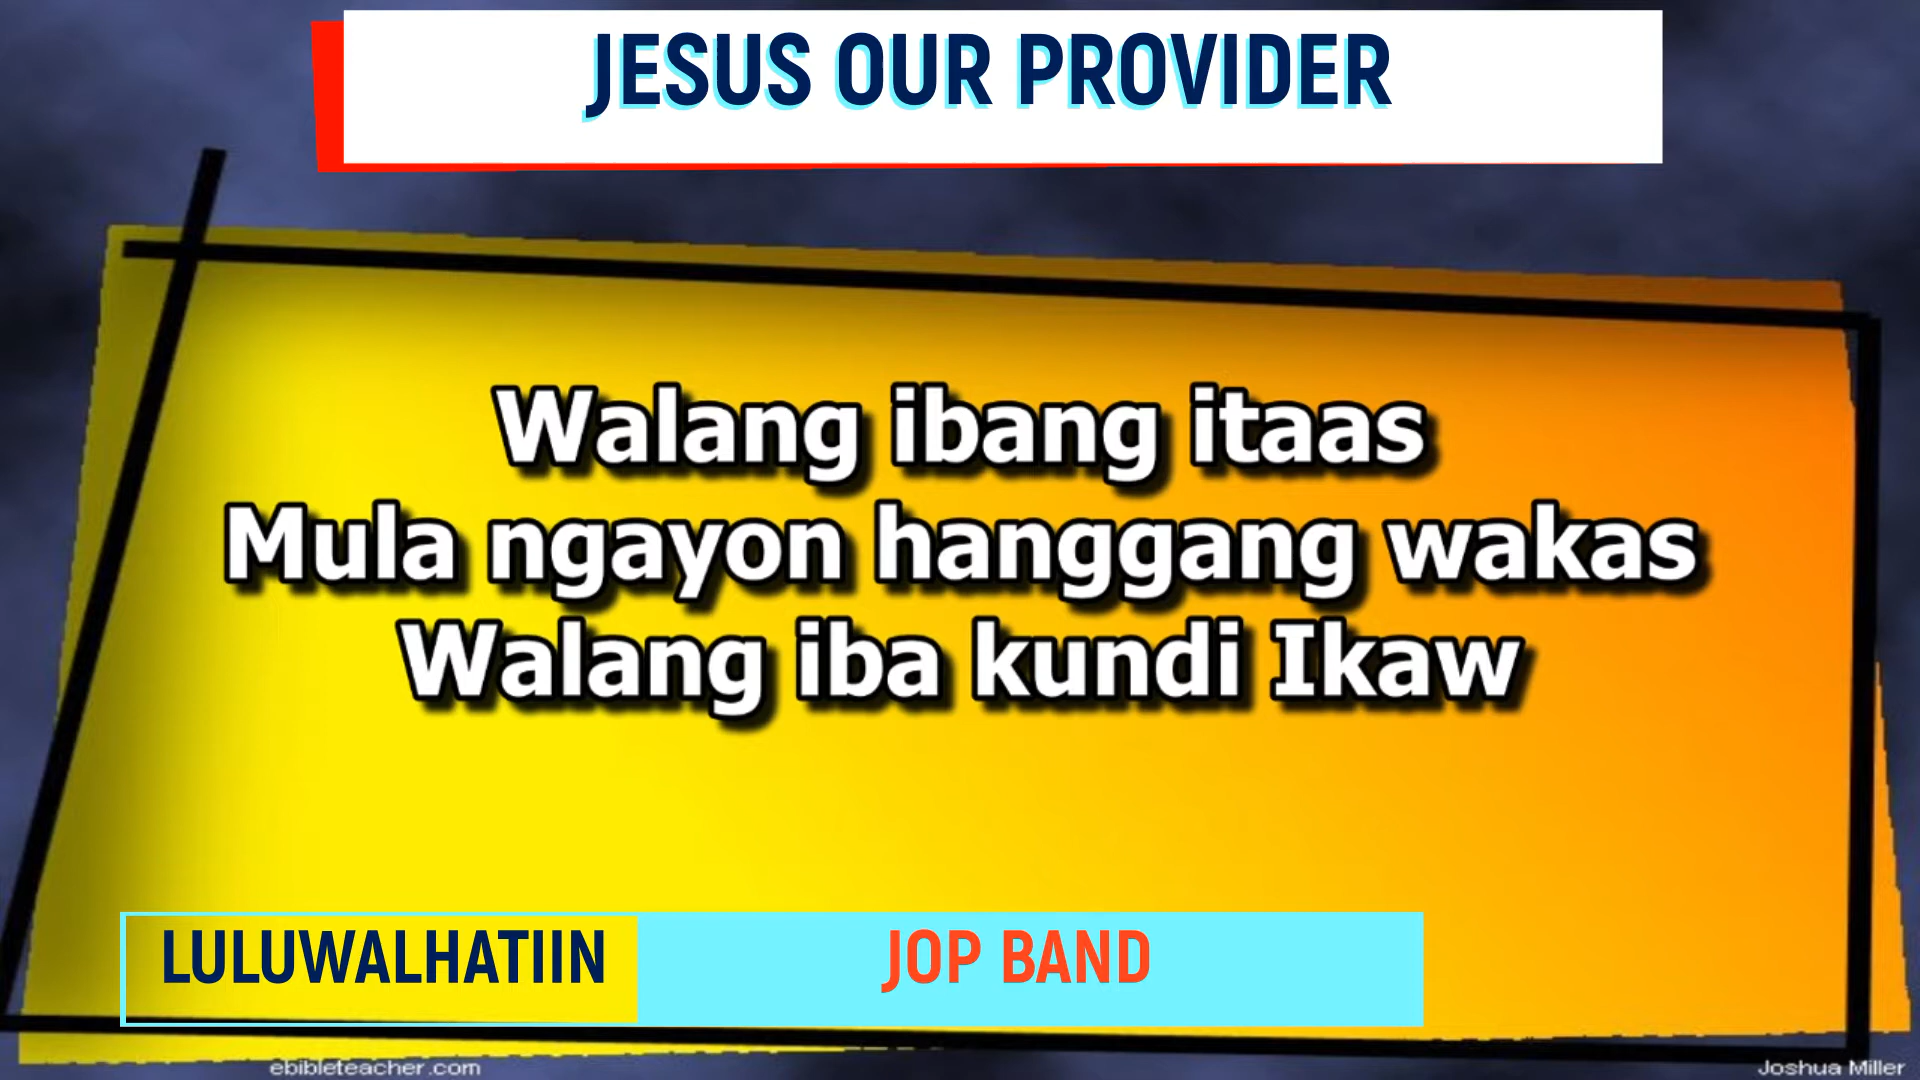 JESUS OUR PROVIDER
Walang ibang itaas
Mula ngayon hanggang wakas
Walang iba kundi Ikaw
LULUWALHATIIN
JOP BAND
ebibleteacher.com
Joshua Miller